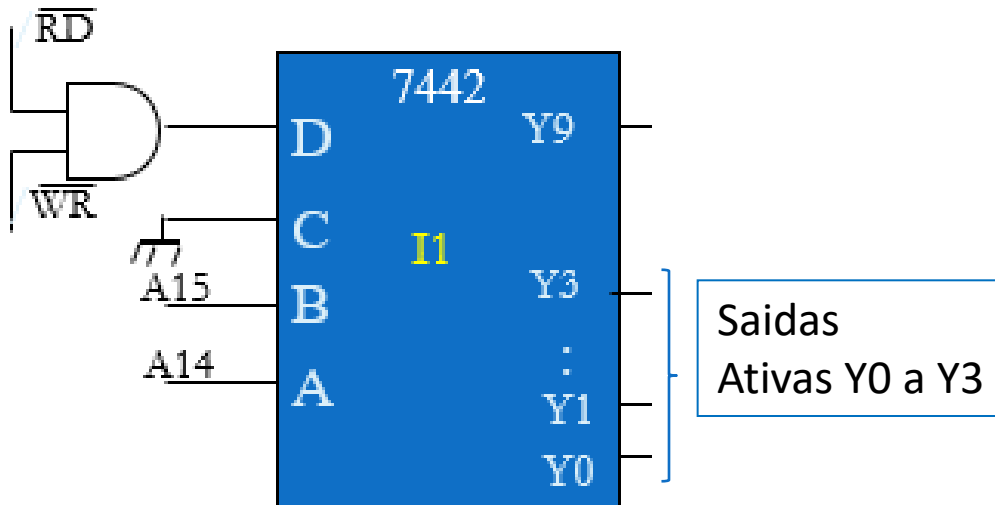 RD
7442
D
Y9
WR
C
I1
A15
B
Y3
Saidas
Ativas Y0 a Y3
:
A14
A
Y1
Y0